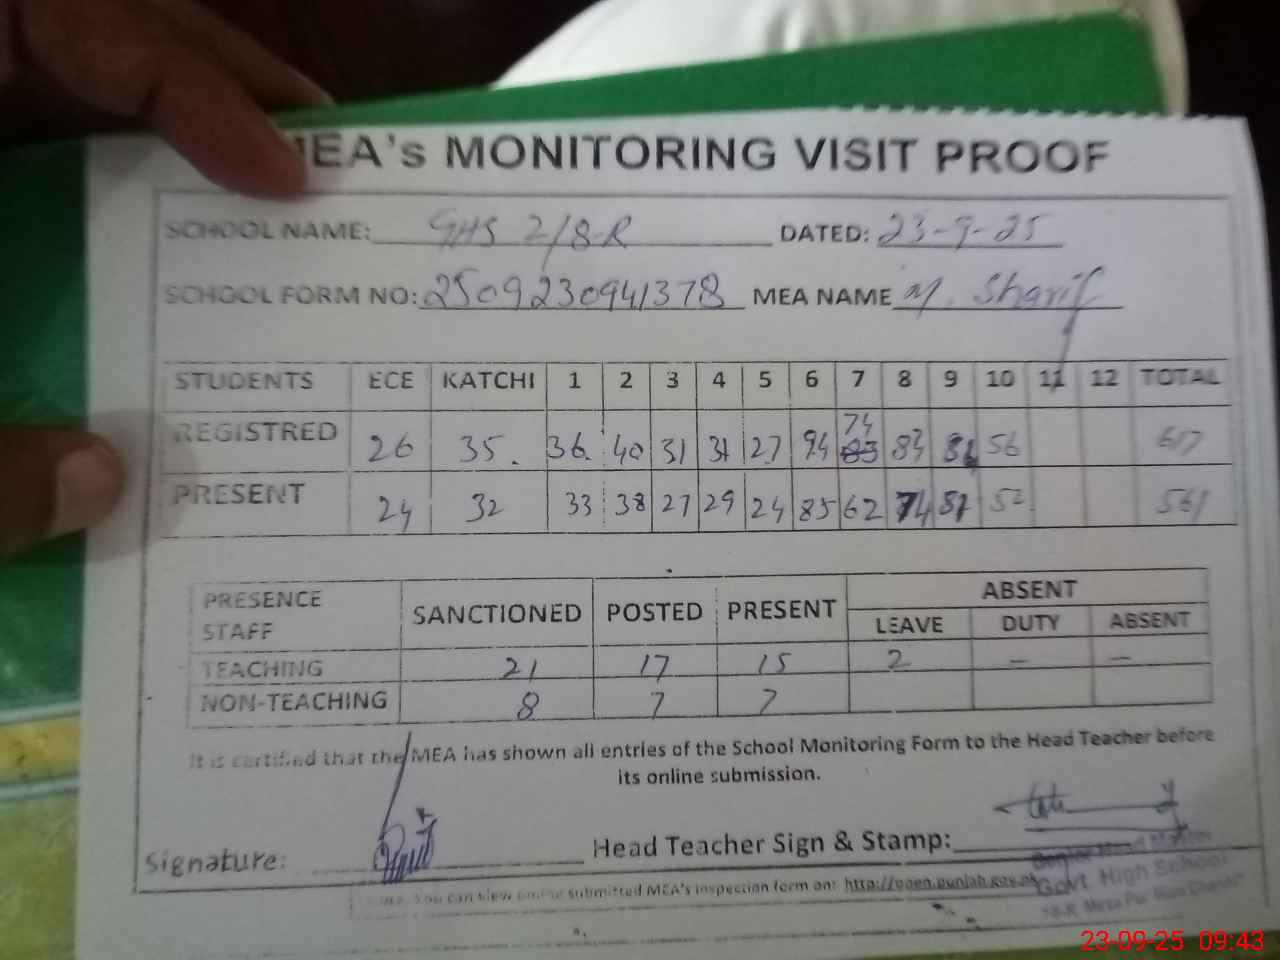 MEA's MONITORING VISIT PROOF
SCHOOL NAME: GHS 2/8-R DATED: 23-9-25
SCHOOL FORM NO: 2509230941378 MEA NAME M. Sharif
STUDENTS ECE KATCHI 1 2 3 4 5 6 7 8 9 10 11 12 TOTAL
74
REGISTRED 26 35. 36 40 31 31 27 94 83 83 56 617
PRESENT 24 32 33 38 27 29 24 85 62 74 81 52 561
PRESENCE STAFF SANCTIONED POSTED PRESENT ABSENT
LEAVE DUTY ABSENT
TEACHING 21 17 15 2 – –
NON-TEACHING 8 7 7
It is certified that the MEA has shown all entries of the School Monitoring Form to the Head Teacher before
its online submission.
Signature: Head Teacher Sign & Stamp:
Senior Head Master
You can view online submitted MEA's inspection form on: http://open.punjab.gov.pk
Govt. High School
23-09-25 09:43